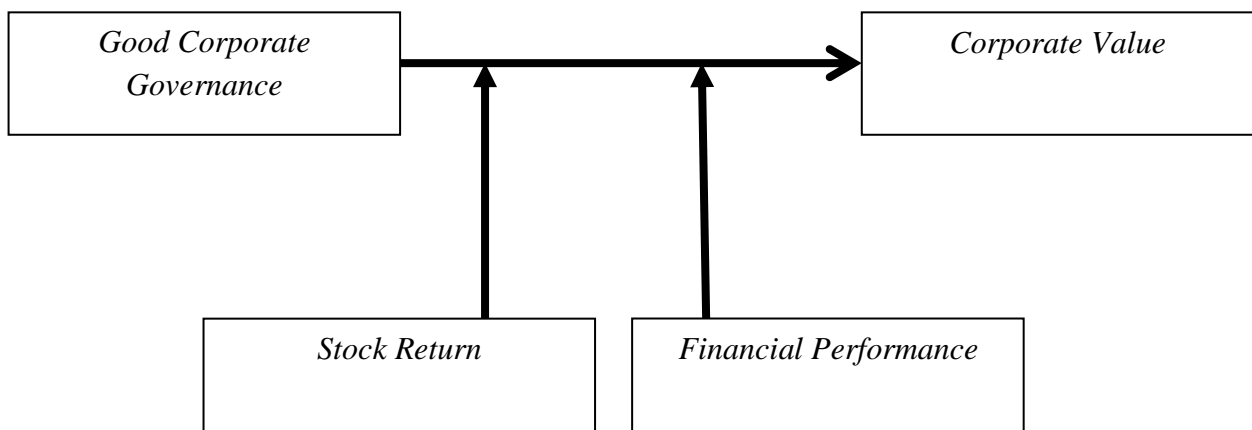 Good Corporate
Governance
Corporate Value
Stock Return
Financial Performance